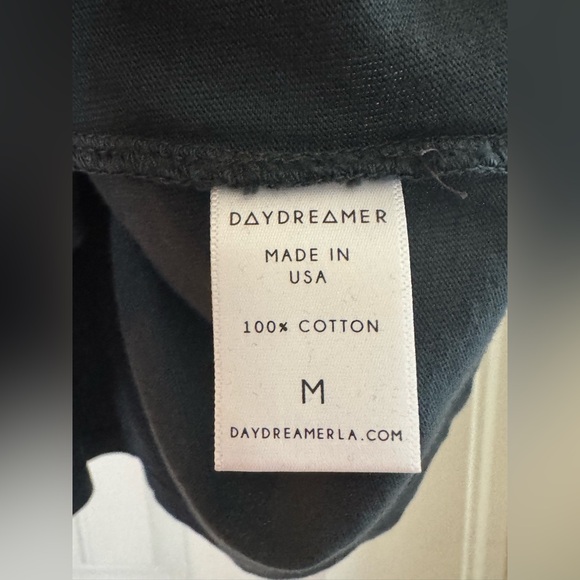 DAYDREAMER
MADE IN
USA
100% COTTON
M
DAYDREAMERLA.COM